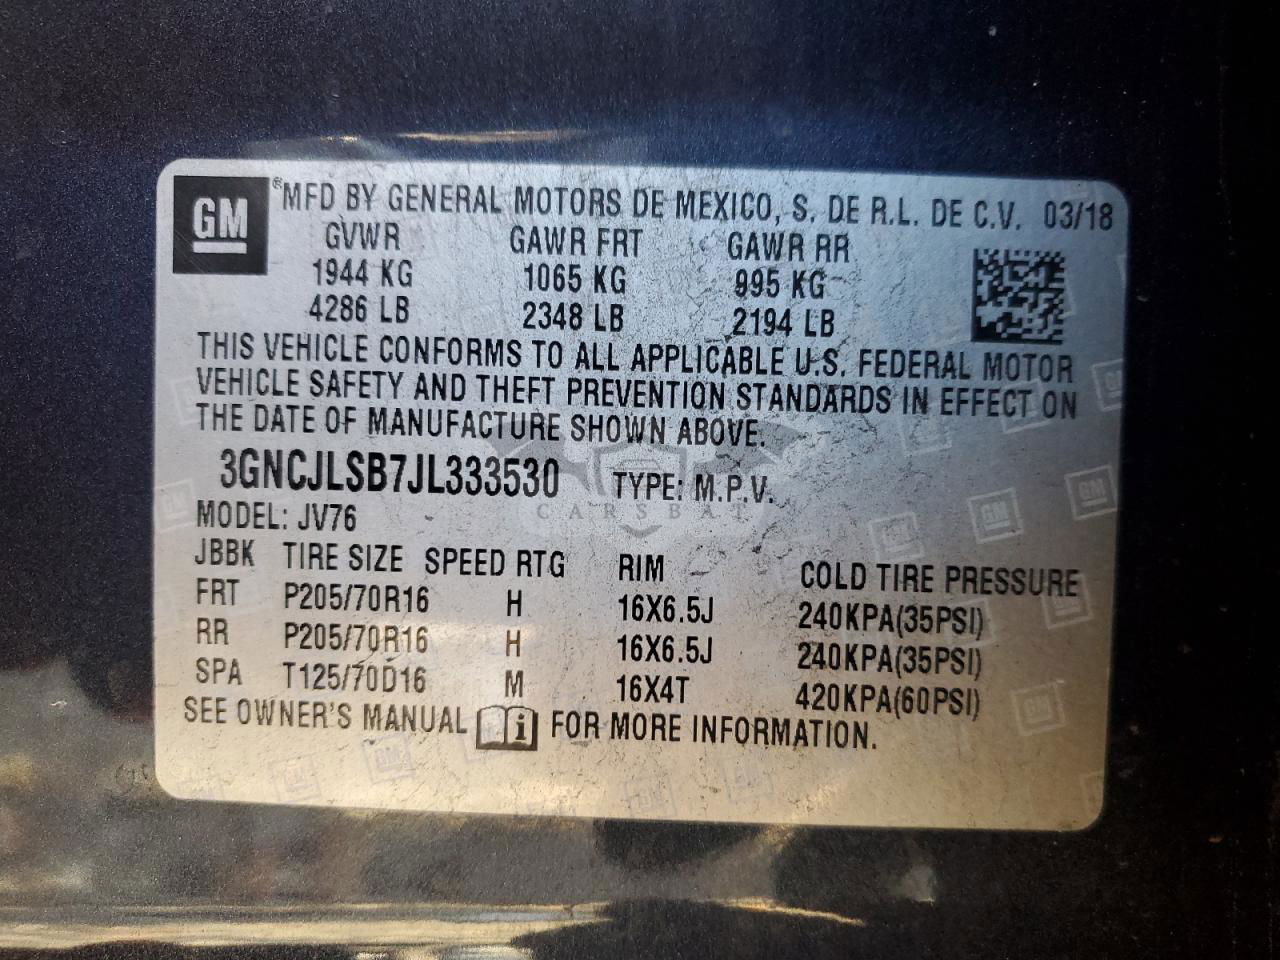 GM
®MFD BY GENERAL MOTORS DE MEXICO, S. DE R.L. DE C.V. 03/18
GVWR GAWR FRT GAWR RR
1944 KG 1065 KG 995 KG
4286 LB 2348 LB 2194 LB
THIS VEHICLE CONFORMS TO ALL APPLICABLE U.S. FEDERAL MOTOR
VEHICLE SAFETY AND THEFT PREVENTION STANDARDS IN EFFECT ON
THE DATE OF MANUFACTURE SHOWN ABOVE.
3GNCJLSB7JL333530 TYPE: M.P.V.
CARSBAT
MODEL: JV76
JBBK TIRE SIZE SPEED RTG RIM COLD TIRE PRESSURE
FRT P205/70R16 H 16X6.5J 240KPA(35PSI)
RR P205/70R16 H 16X6.5J 240KPA(35PSI)
SPA T125/70D16 M 16X4T 420KPA(60PSI)
SEE OWNER'S MANUAL i FOR MORE INFORMATION.